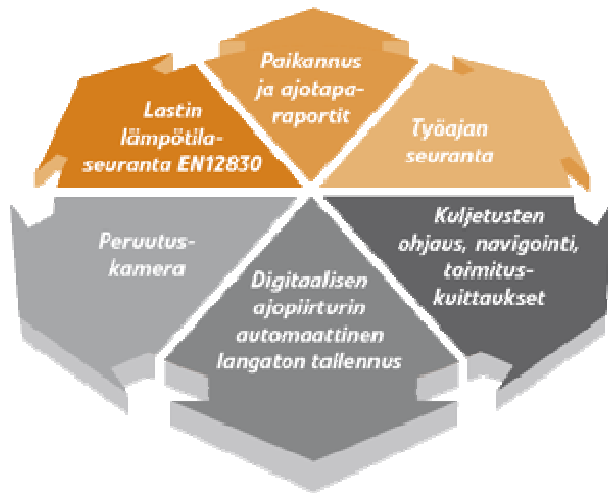 Paikannus
ja ajotapa-
raportit
Lastin
lämpötila-
seuranta EN12830
Työajan
seuranta
Peruutus-
kamera
Digitaalisen
ajopiirturin
automaattinen
langaton tallennus
Kuljetusten
ohjaus, navigointi,
toimitus-
kuittaukset